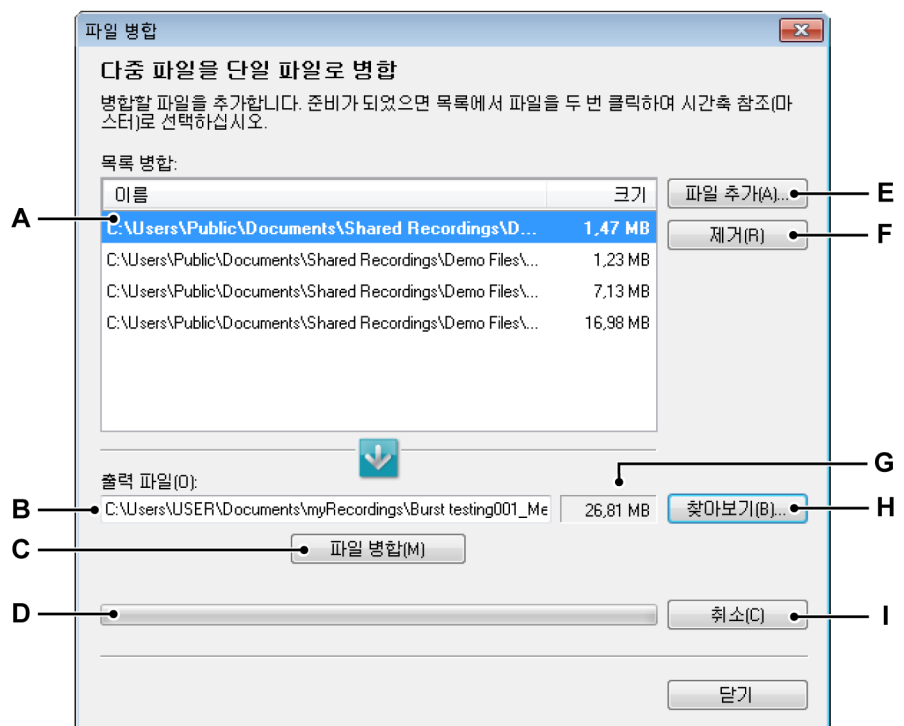 파일 병합
다중 파일을 단일 파일로 병합
병합할 파일을 추가합니다. 준비가 되었으면 목록에서 파일을 두 번 클릭하여 시간축 참조(마
스터)로 선택하십시오.
목록 병합:
이름 크기
A
C:\Users\Public\Documents\Shared Recordings\D... 1,47 MB
C:\Users\Public\Documents\Shared Recordings\Demo Files\... 1,23 MB
C:\Users\Public\Documents\Shared Recordings\Demo Files\... 7,13 MB
C:\Users\Public\Documents\Shared Recordings\Demo Files\... 16,98 MB
파일 추가(A)... E
제거(R) F
출력 파일(O):
G
B C:\Users\USER\Documents\myRecordings\Burst testing001_Me 26,81 MB 찾아보기(B)... H
C 파일 병합(M)
D 취소(C) I
닫기